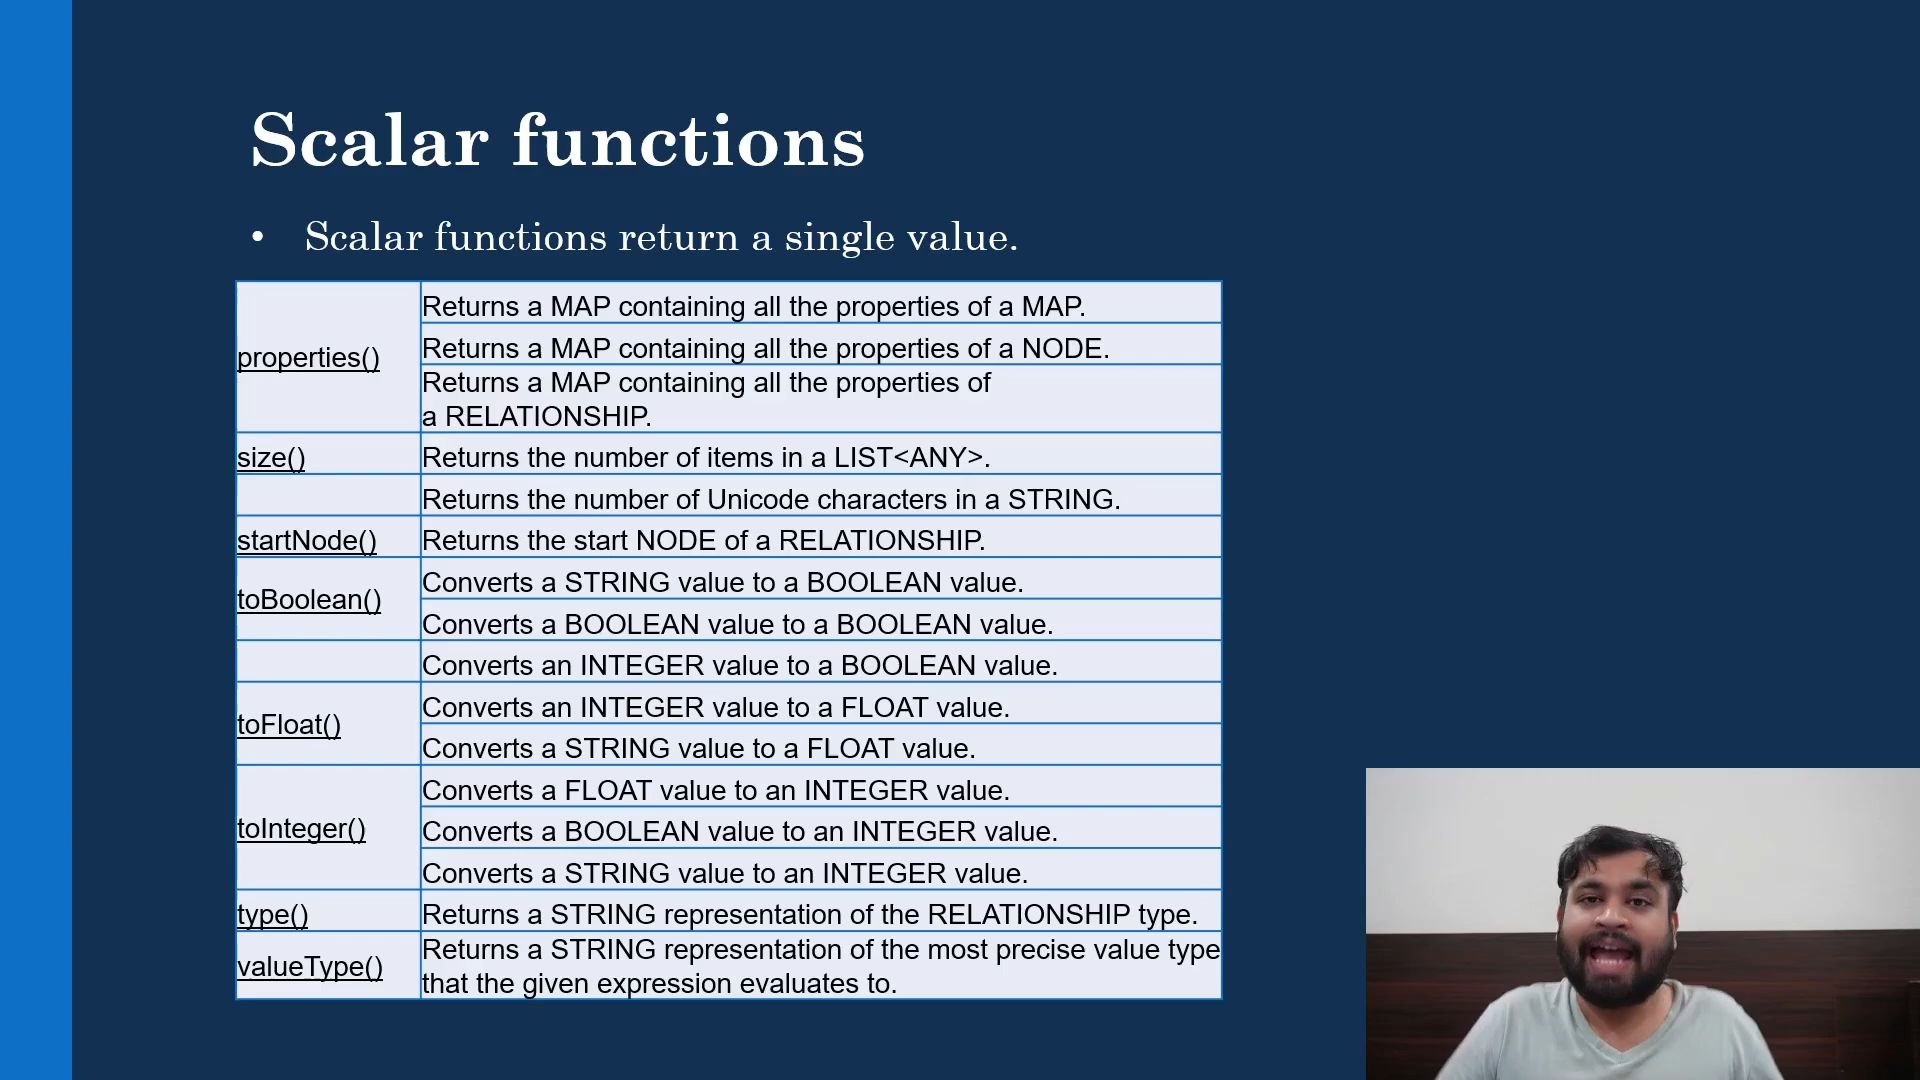 Scalar functions
• Scalar functions return a single value.
properties()
Returns a MAP containing all the properties of a MAP.
Returns a MAP containing all the properties of a NODE.
Returns a MAP containing all the properties of
a RELATIONSHIP.
size()
Returns the number of items in a LIST<ANY>.
Returns the number of Unicode characters in a STRING.
startNode()
Returns the start NODE of a RELATIONSHIP.
toBoolean()
Converts a STRING value to a BOOLEAN value.
Converts a BOOLEAN value to a BOOLEAN value.
Converts an INTEGER value to a BOOLEAN value.
toFloat()
Converts an INTEGER value to a FLOAT value.
Converts a STRING value to a FLOAT value.
toInteger()
Converts a FLOAT value to an INTEGER value.
Converts a BOOLEAN value to an INTEGER value.
Converts a STRING value to an INTEGER value.
type()
Returns a STRING representation of the RELATIONSHIP type.
valueType()
Returns a STRING representation of the most precise value type
that the given expression evaluates to.